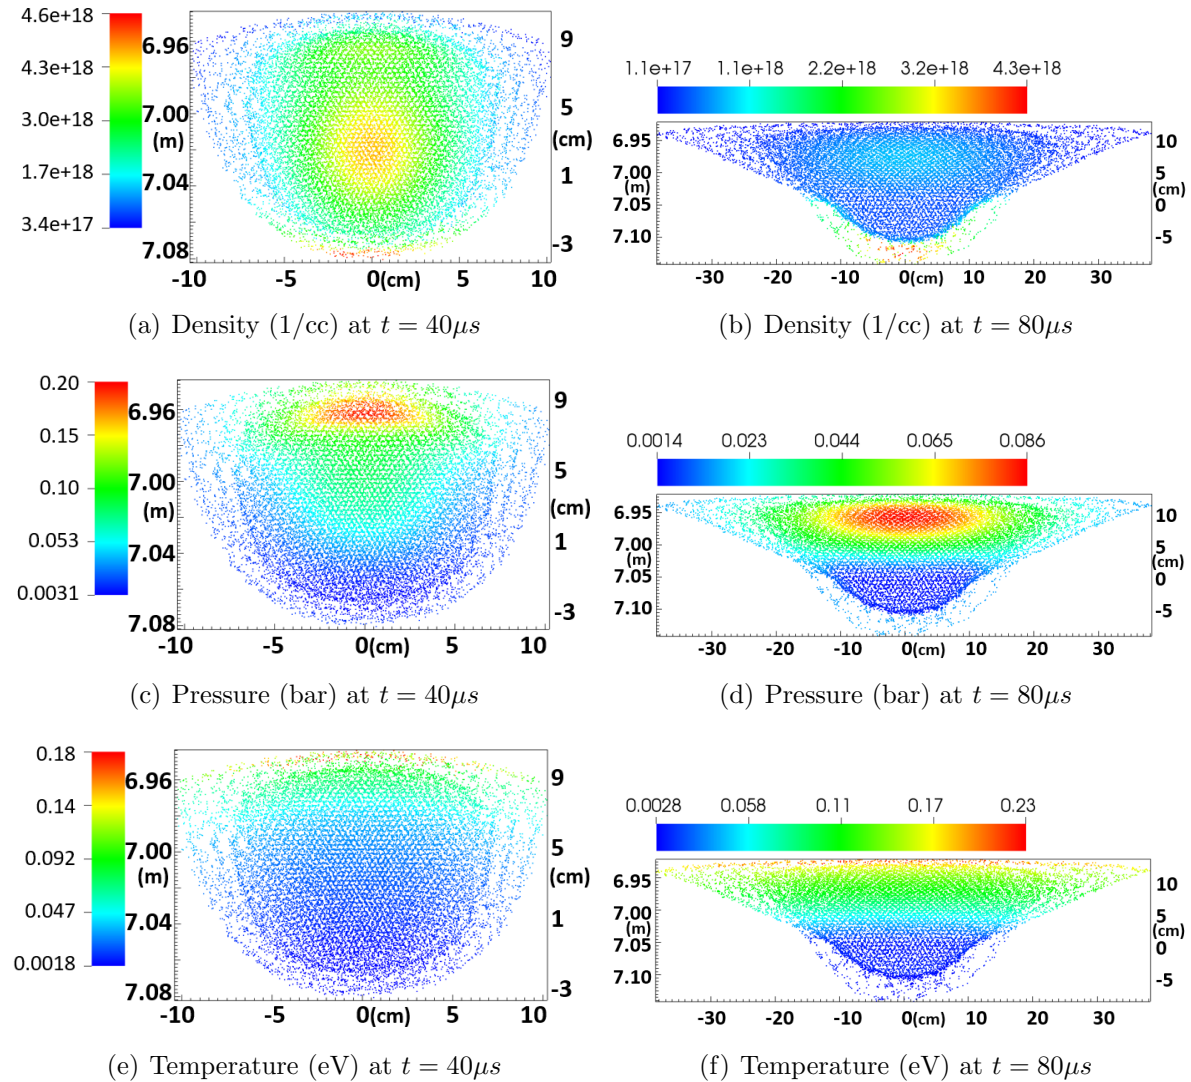 4.6e+18
4.3e+18
3.0e+18
1.7e+18
3.4e+17
6.96
7.00
(m)
7.04
7.08
9
5
(cm)
1
-3
-10 -5 0(cm) 5 10
(a) Density (1/cc) at t = 40μs
1.1e+17 1.1e+18 2.2e+18 3.2e+18 4.3e+18
6.95
7.00
(m)
7.05
7.10
10
5
(cm)
0
-5
-30 -20 -10 0(cm) 10 20 30
(b) Density (1/cc) at t = 80μs
0.20
0.15
0.10
0.053
0.0031
6.96
7.00
(m)
7.04
7.08
9
5
(cm)
1
-3
-10 -5 0(cm) 5 10
(c) Pressure (bar) at t = 40μs
0.0014 0.023 0.044 0.065 0.086
6.95
7.00
(m)
7.05
7.10
10
5
(cm)
0
-5
-30 -20 -10 0(cm) 10 20 30
(d) Pressure (bar) at t = 80μs
0.18
0.14
0.092
0.047
0.0018
6.96
7.00
(m)
7.04
7.08
9
5
(cm)
1
-3
-10 -5 0(cm) 5 10
(e) Temperature (eV) at t = 40μs
0.0028 0.058 0.11 0.17 0.23
6.95
7.00
(m)
7.05
7.10
10
5
(cm)
0
-5
-30 -20 -10 0(cm) 10 20 30
(f) Temperature (eV) at t = 80μs